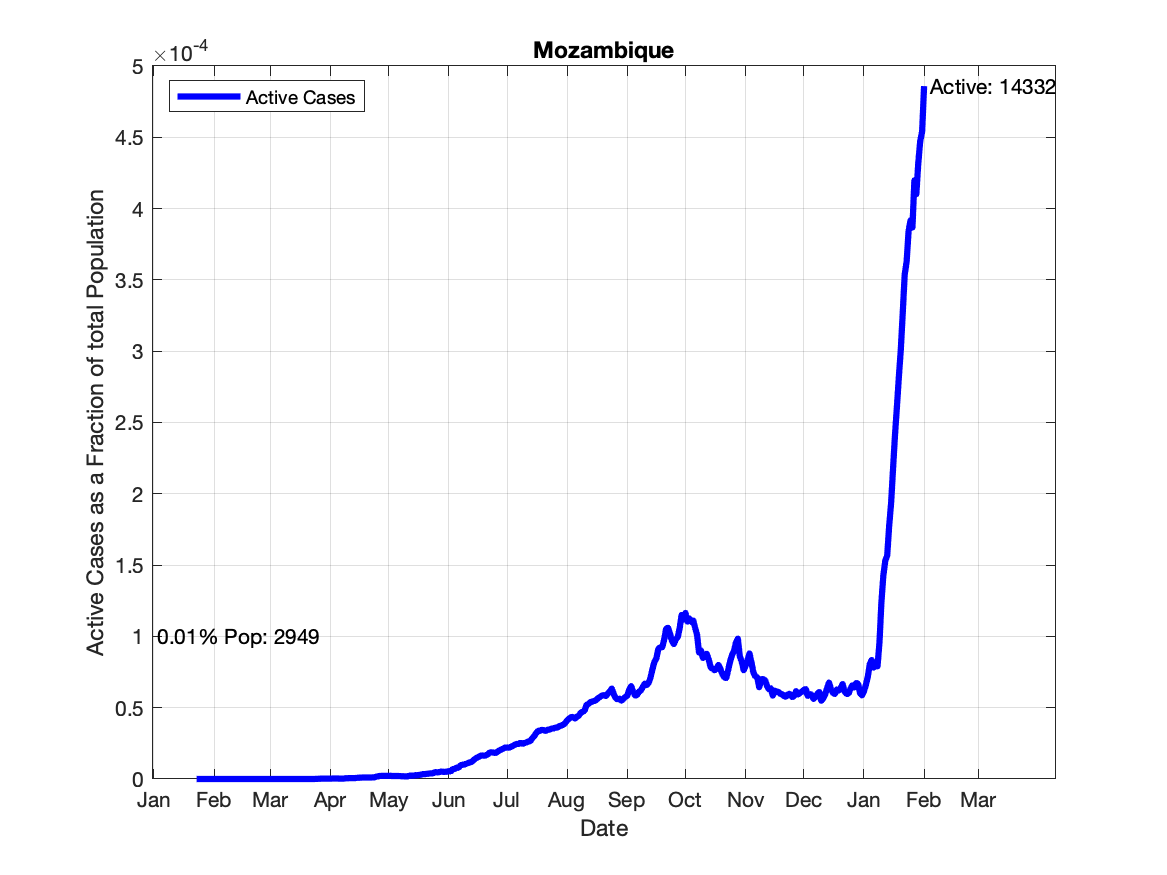 Mozambique
×10⁻⁴
5
4.5
4
3.5
3
2.5
2
1.5
1
0.5
0
Active Cases
Active: 14332
0.01% Pop: 2949
Active Cases as a Fraction of total Population
Jan Feb Mar Apr May Jun Jul Aug Sep Oct Nov Dec Jan Feb Mar
Date